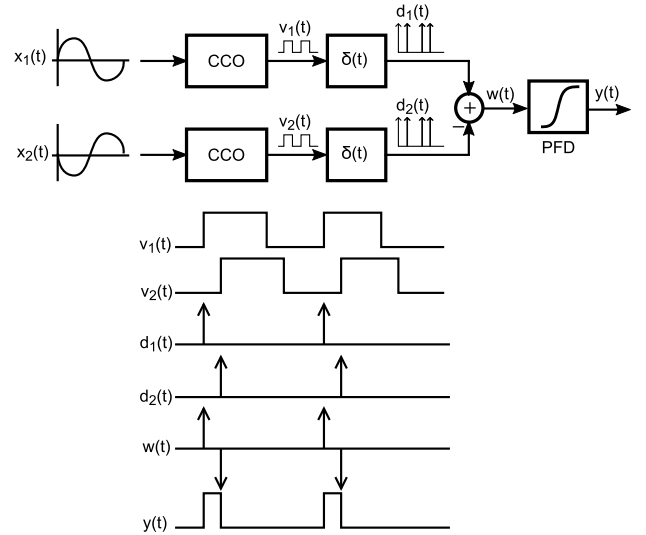 x1(t)
CCO
v1(t)
δ(t)
d1(t)
x2(t)
CCO
v2(t)
δ(t)
d2(t)
+
−
w(t)
y(t)
PFD
v1(t)
v2(t)
d1(t)
d2(t)
w(t)
y(t)